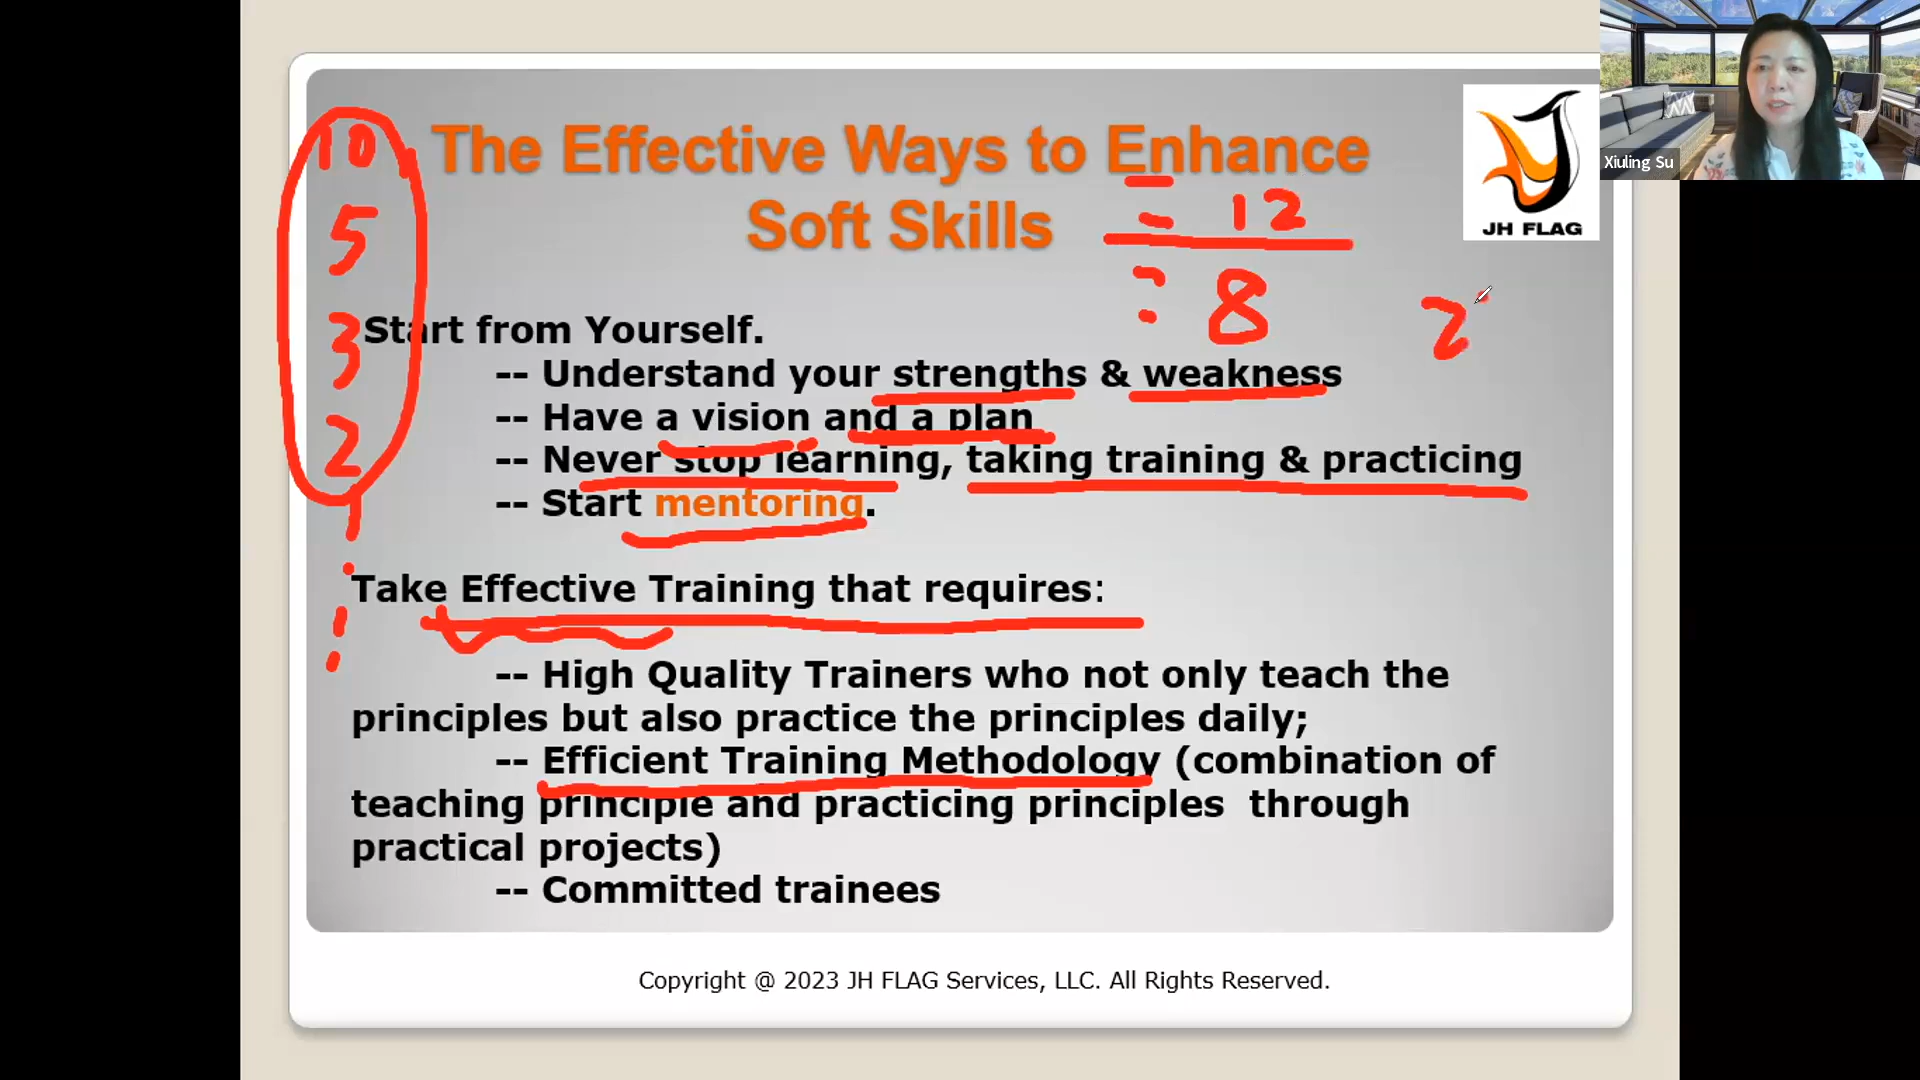 The Effective Ways to Enhance
Soft Skills
JH FLAG
Xiuling Su
10
5
3
2
1
12
8
2
Start from Yourself.
-- Understand your strengths & weakness
-- Have a vision and a plan
-- Never stop learning, taking training & practicing
-- Start mentoring.
Take Effective Training that requires:
-- High Quality Trainers who not only teach the
principles but also practice the principles daily;
-- Efficient Training Methodology (combination of
teaching principle and practicing principles through
practical projects)
-- Committed trainees
Copyright @ 2023 JH FLAG Services, LLC. All Rights Reserved.